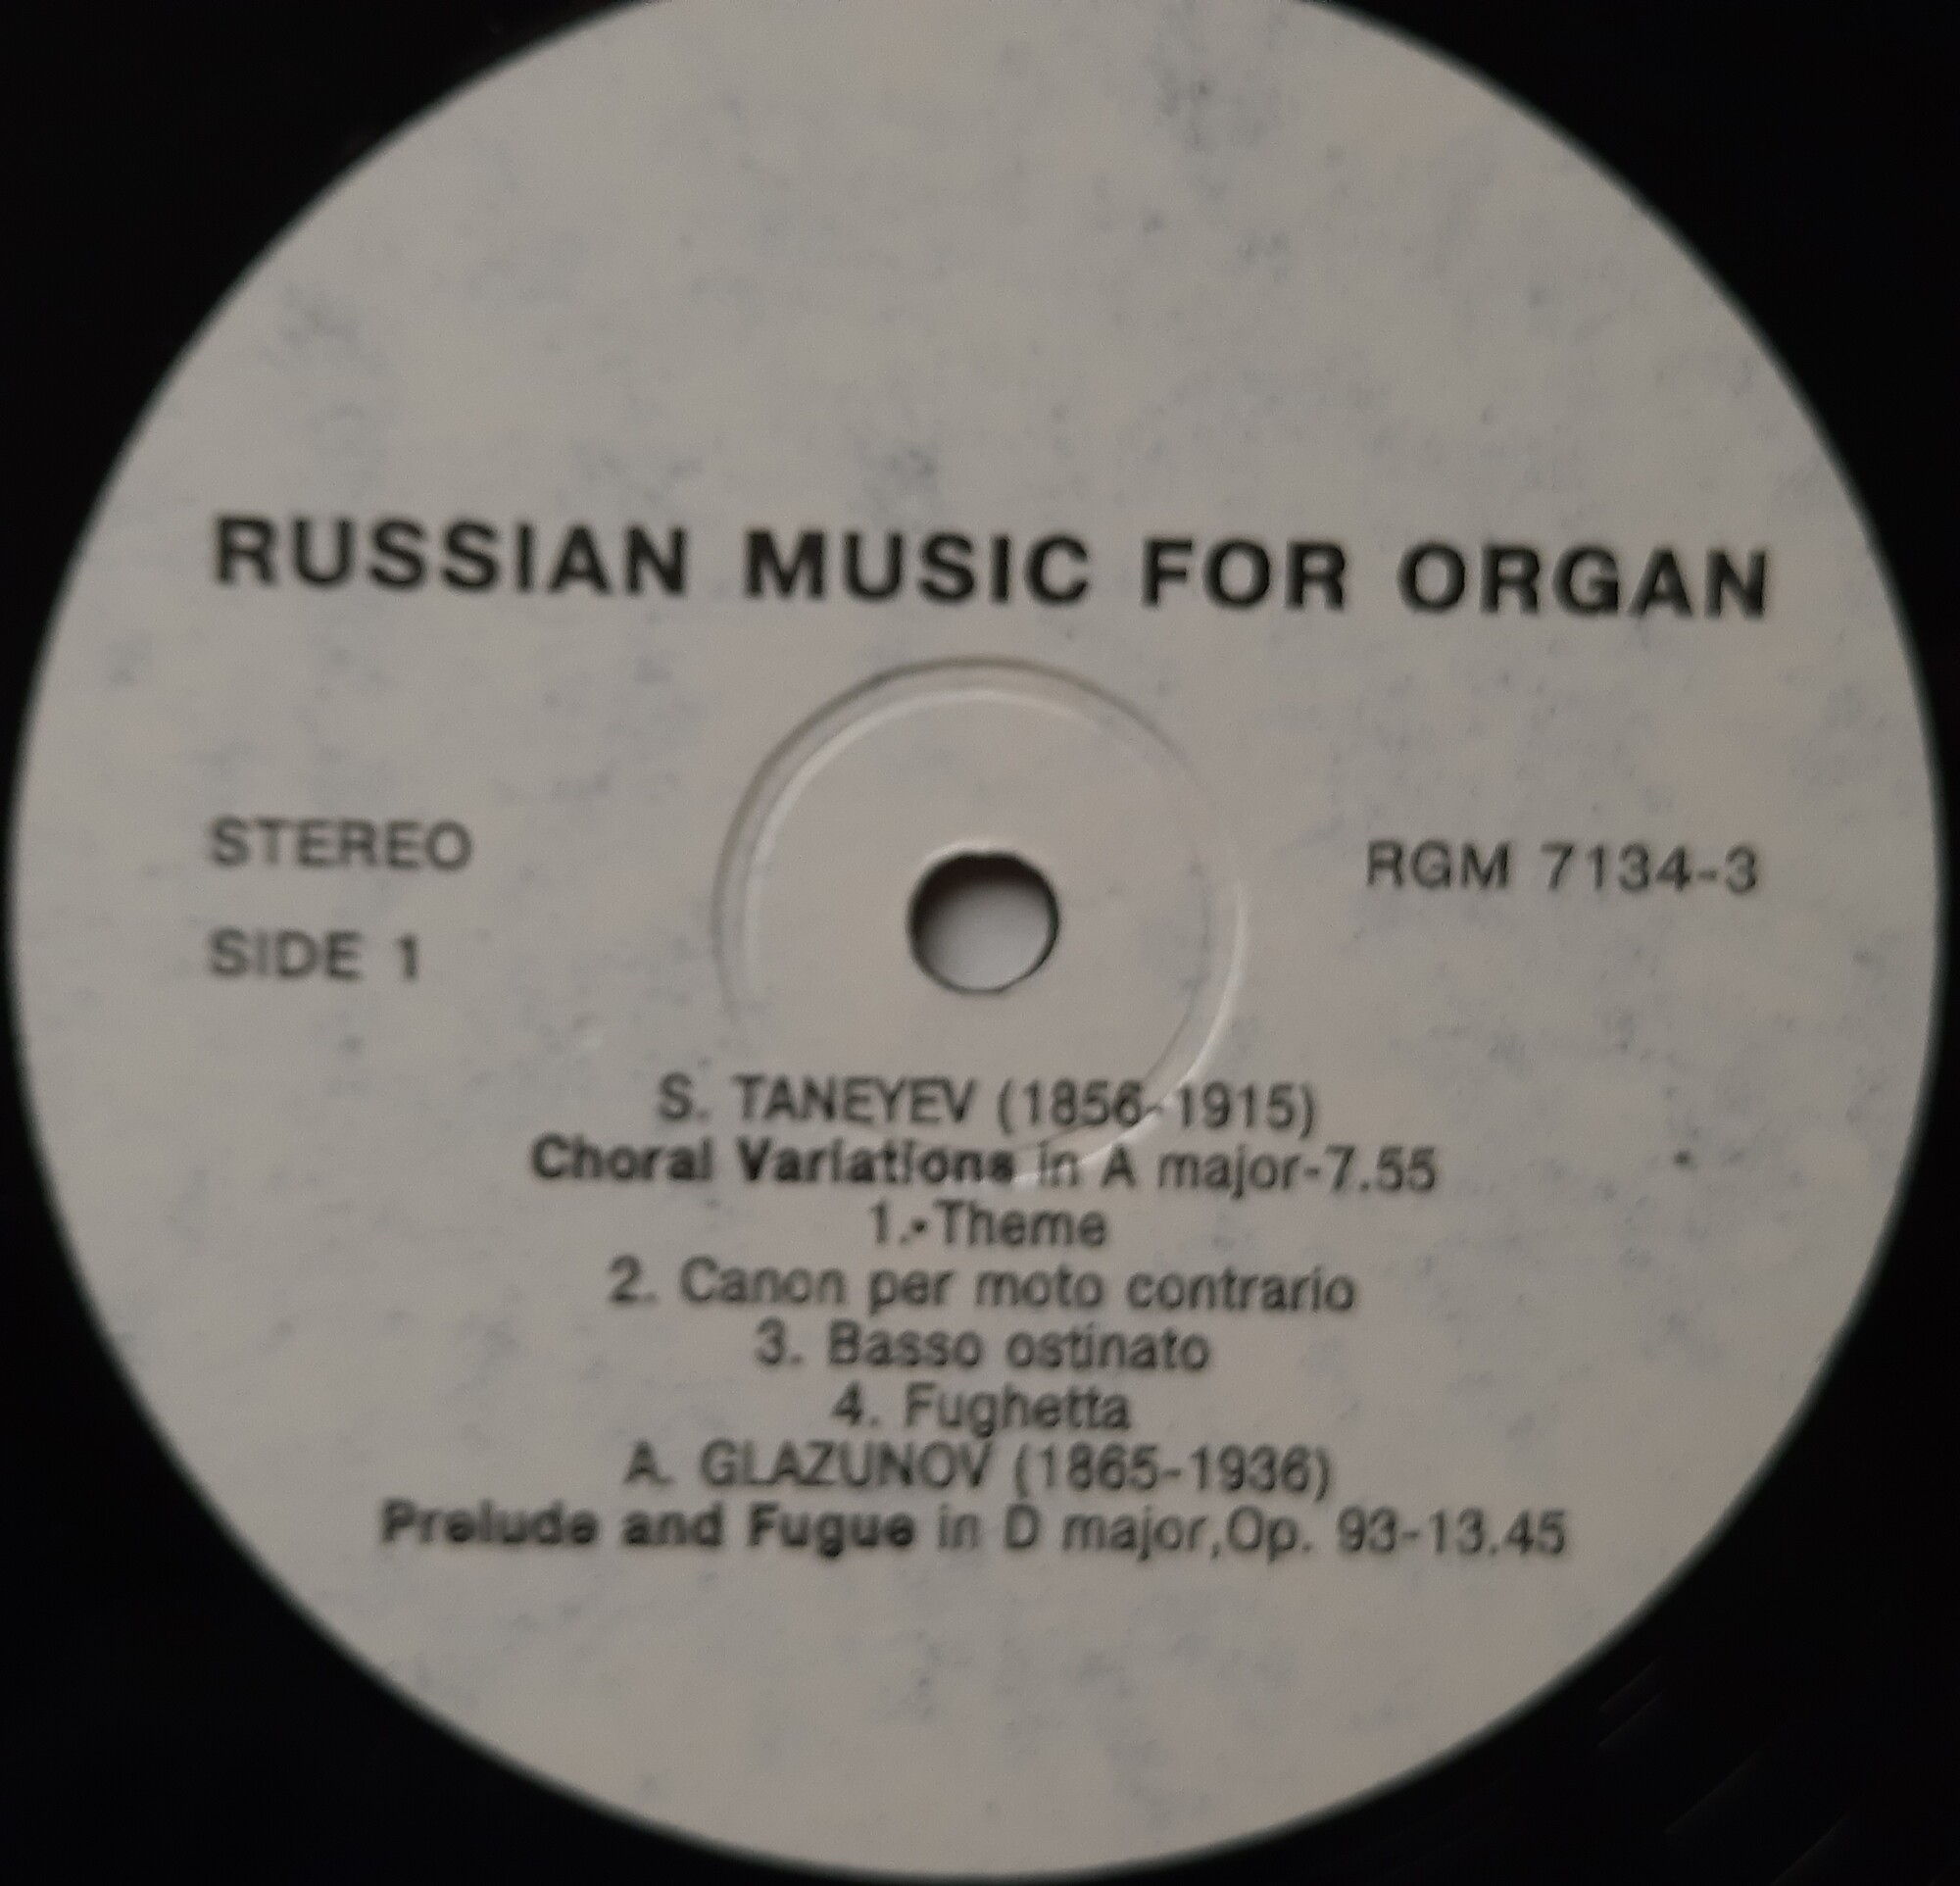 RUSSIAN MUSIC FOR ORGAN
STEREO
RGM 7134-3
SIDE 1
S. TANEYEV (1856-1915)
Choral Variations in A major-7.55
1.•Theme
2. Canon per moto contrario
3. Basso ostinato
4. Fughetta
A. GLAZUNOV (1865-1936)
Prelude and Fugue in D major,Op. 93-13.45